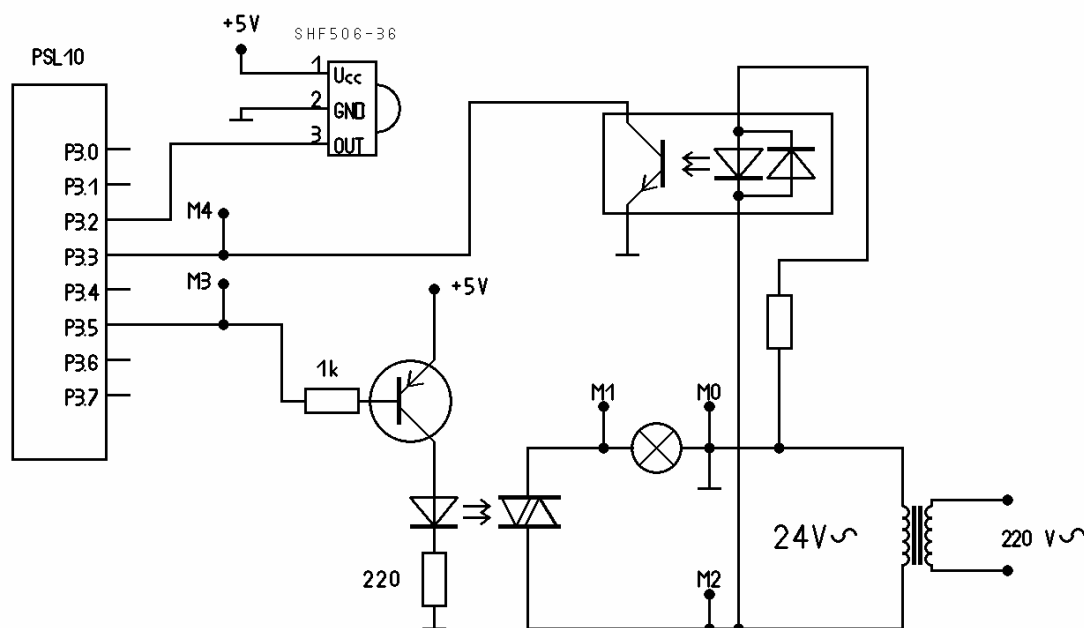 +5V
SHF506-36
PSL10
1 Ucc
2 GND
3 OUT
P3.0
P3.1
P3.2
M4
P3.3
M3
P3.4
+5V
P3.5
P3.6
1k
P3.7
M1
M0
24V~
220 V~
220
M2